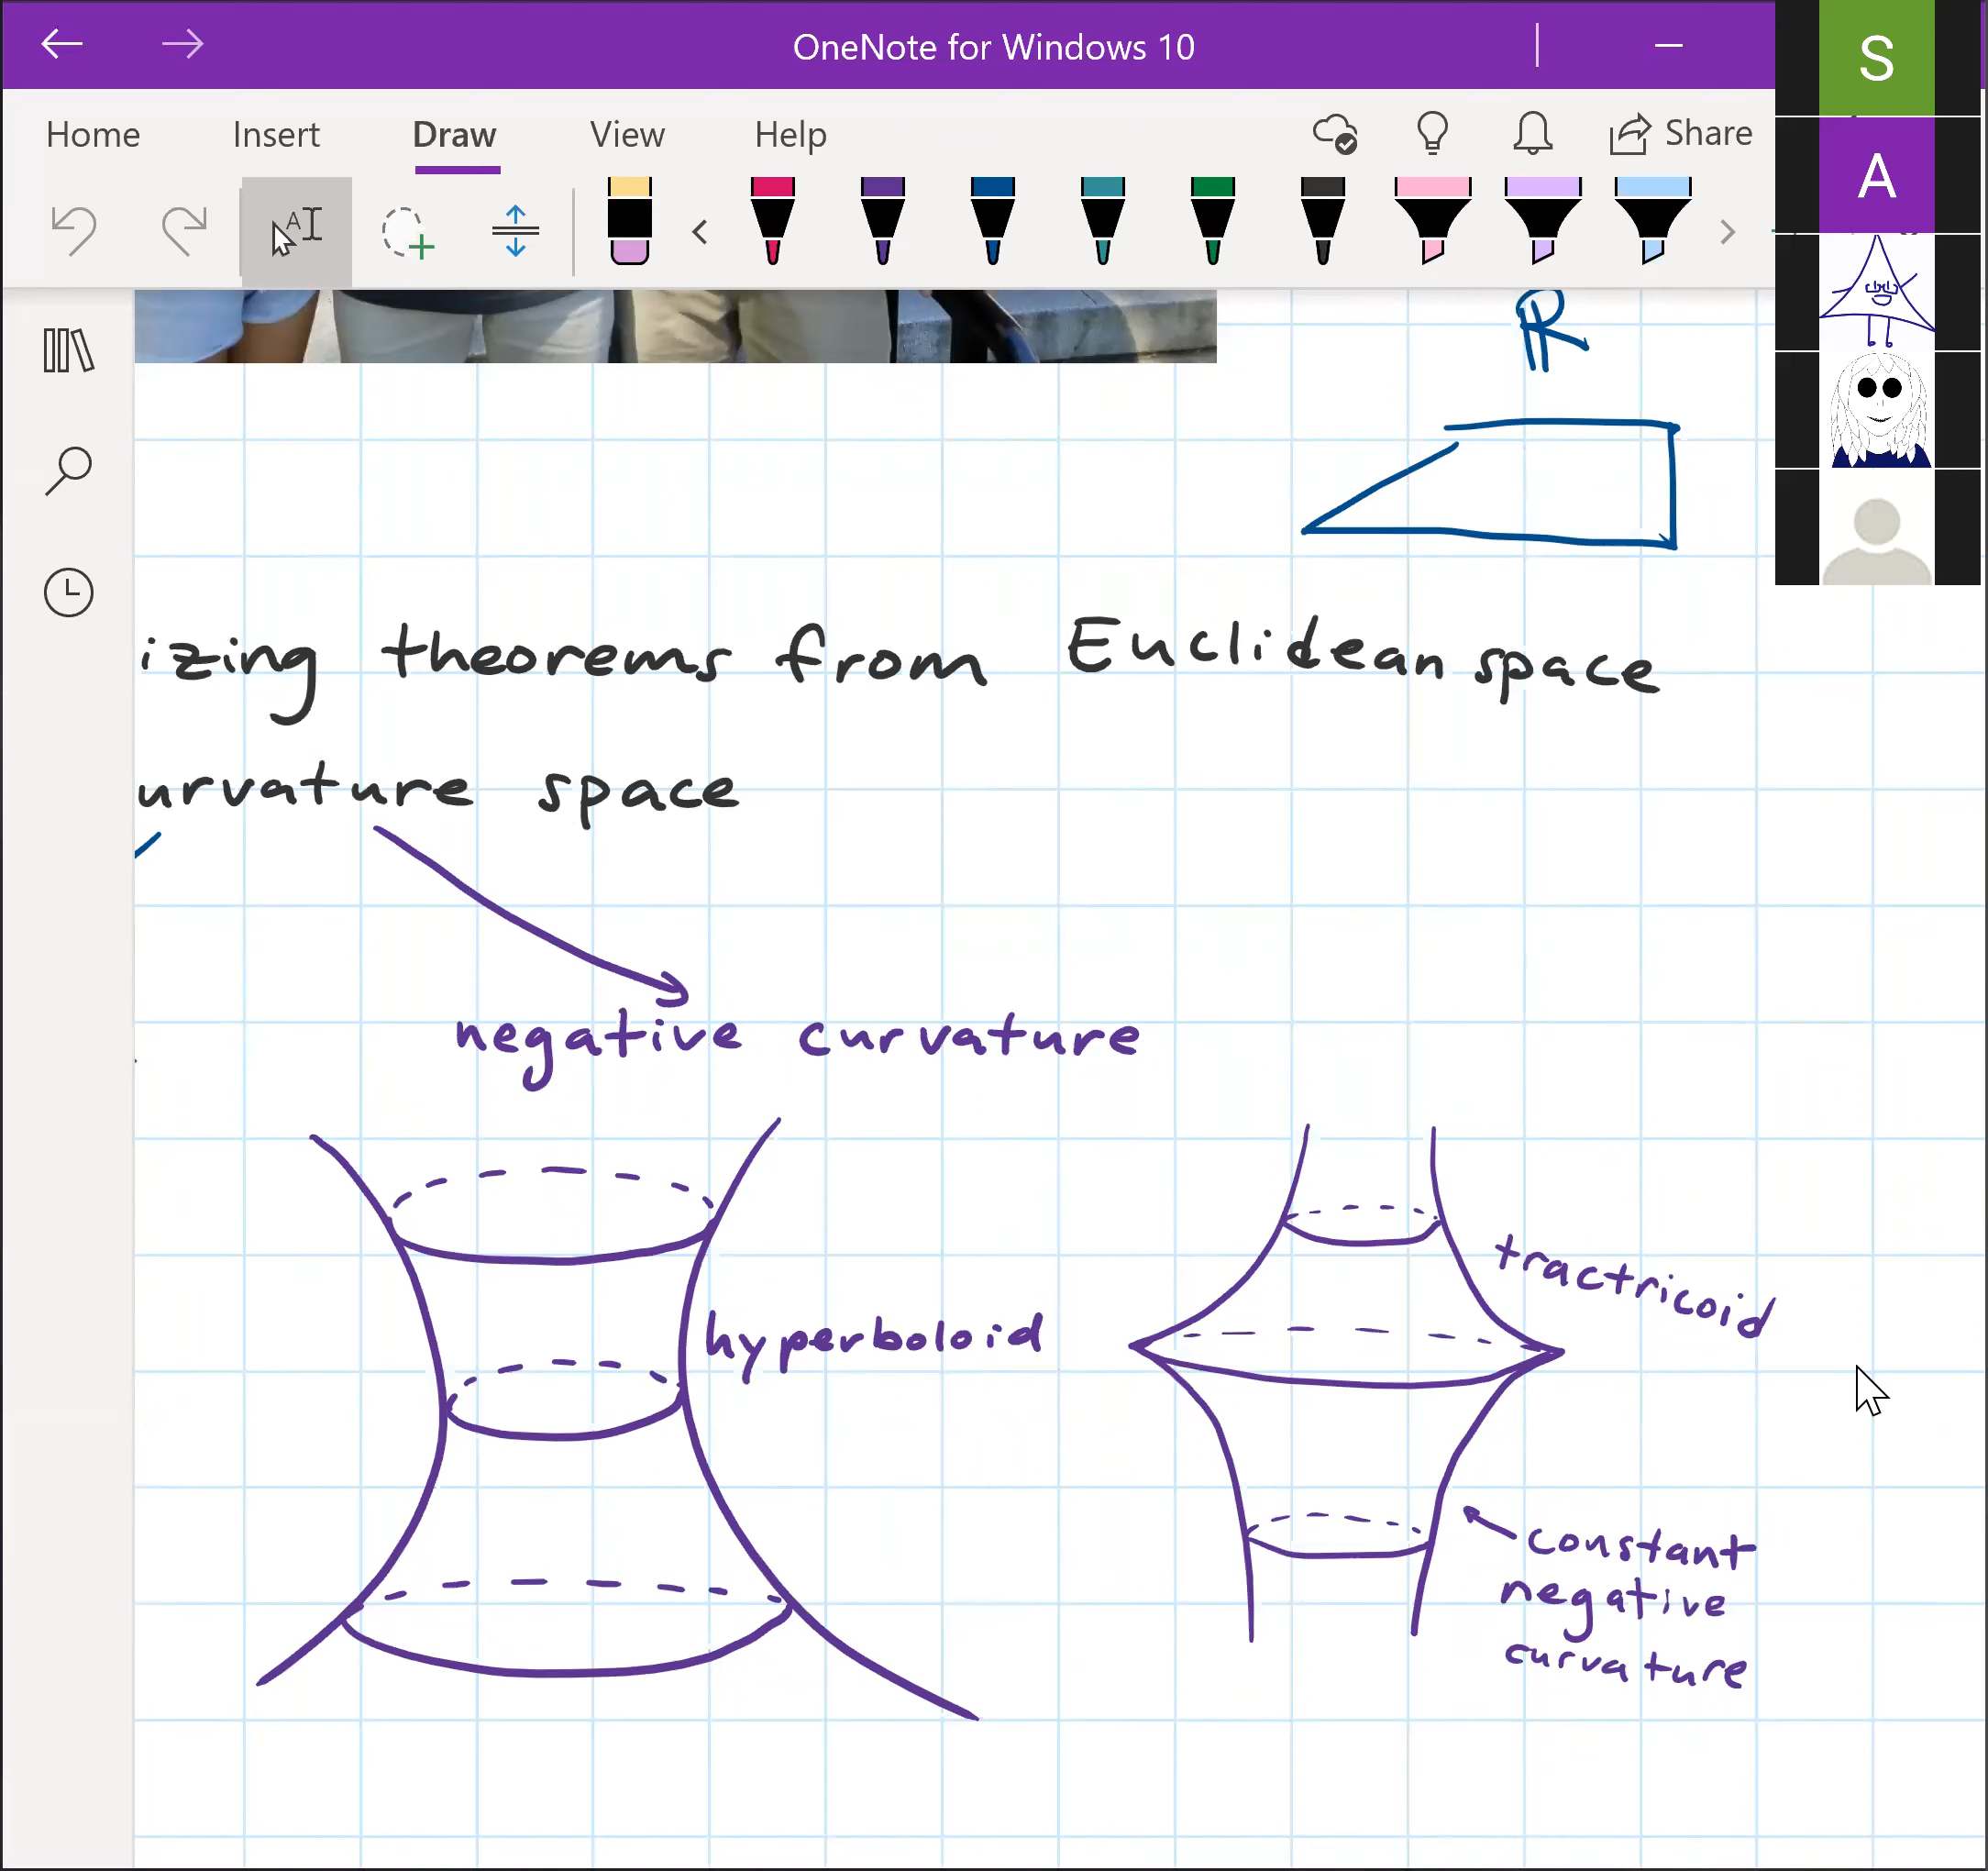 OneNote for Windows 10
S
Home Insert Draw View Help Share
A
R
izing theorems from Euclidean space
urvature space
negative curvature
tractricoid
hyperboloid
constant
negative
curvature